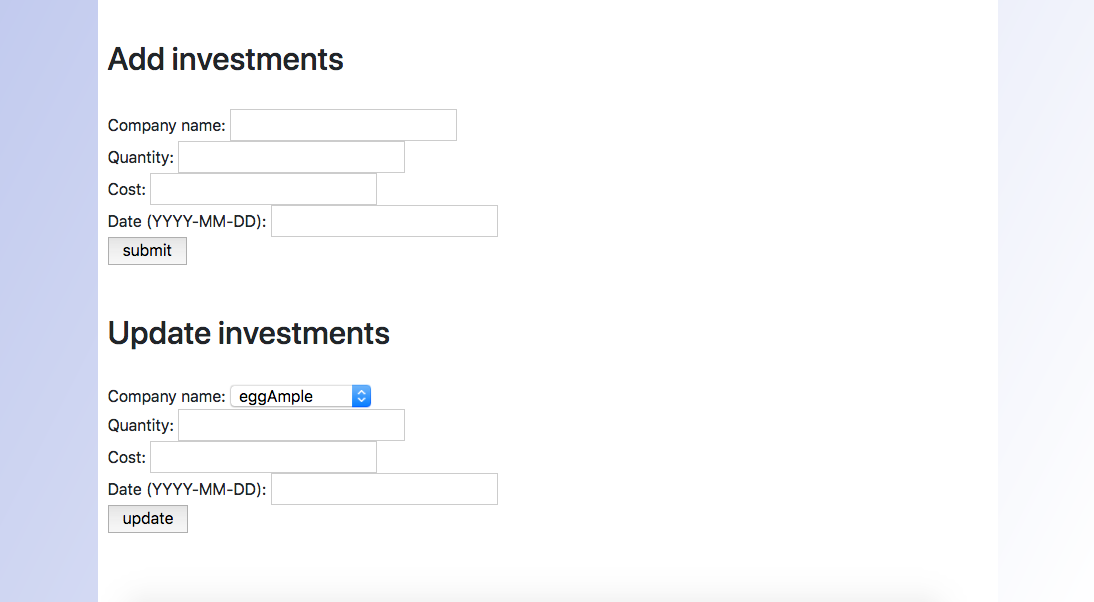 Add investments
Company name:
Quantity:
Cost:
Date (YYYY-MM-DD):
submit
Update investments
Company name: eggAmple
Quantity:
Cost:
Date (YYYY-MM-DD):
update